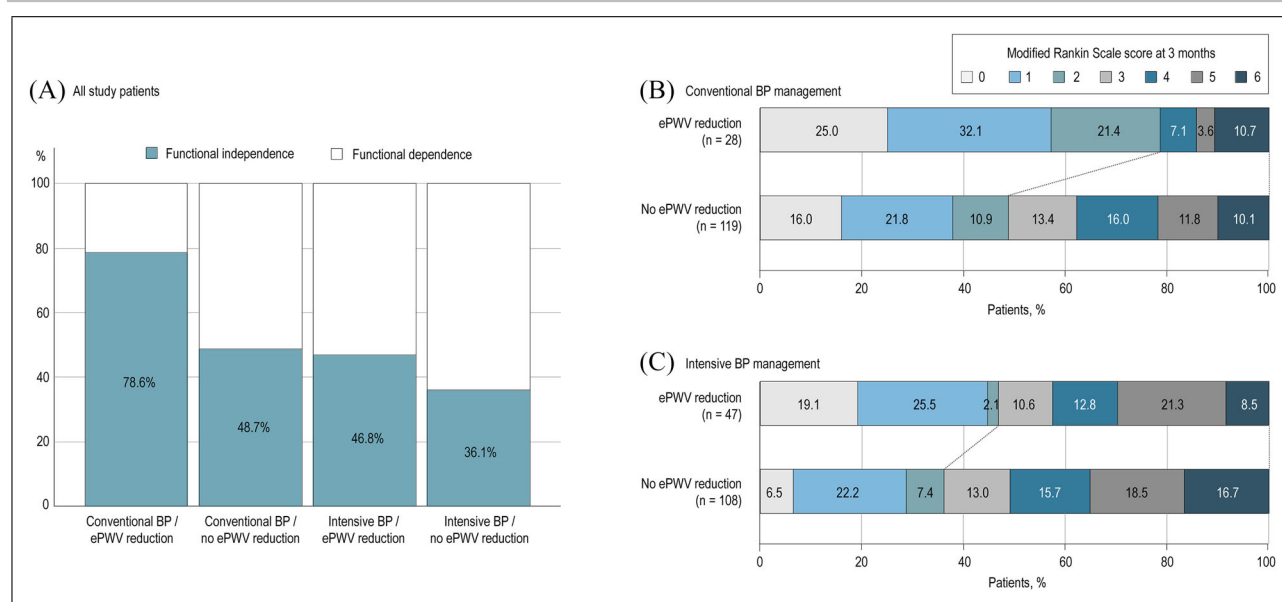 Modified Rankin Scale score at 3 months
0 1 2 3 4 5 6
(A) All study patients
% Functional independence Functional dependence
100
80
60
40
20
0
78.6%
48.7%
46.8%
36.1%
Conventional BP /
ePWV reduction
Conventional BP /
no ePWV reduction
Intensive BP /
ePWV reduction
Intensive BP /
no ePWV reduction
(B) Conventional BP management
ePWV reduction
(n = 28)
25.0 32.1 21.4 7.1 3.6 10.7
No ePWV reduction
(n = 119)
16.0 21.8 10.9 13.4 16.0 11.8 10.1
0 20 40 60 80 100
Patients, %
(C) Intensive BP management
ePWV reduction
(n = 47)
19.1 25.5 2.1 10.6 12.8 21.3 8.5
No ePWV reduction
(n = 108)
6.5 22.2 7.4 13.0 15.7 18.5 16.7
0 20 40 60 80 100
Patients, %